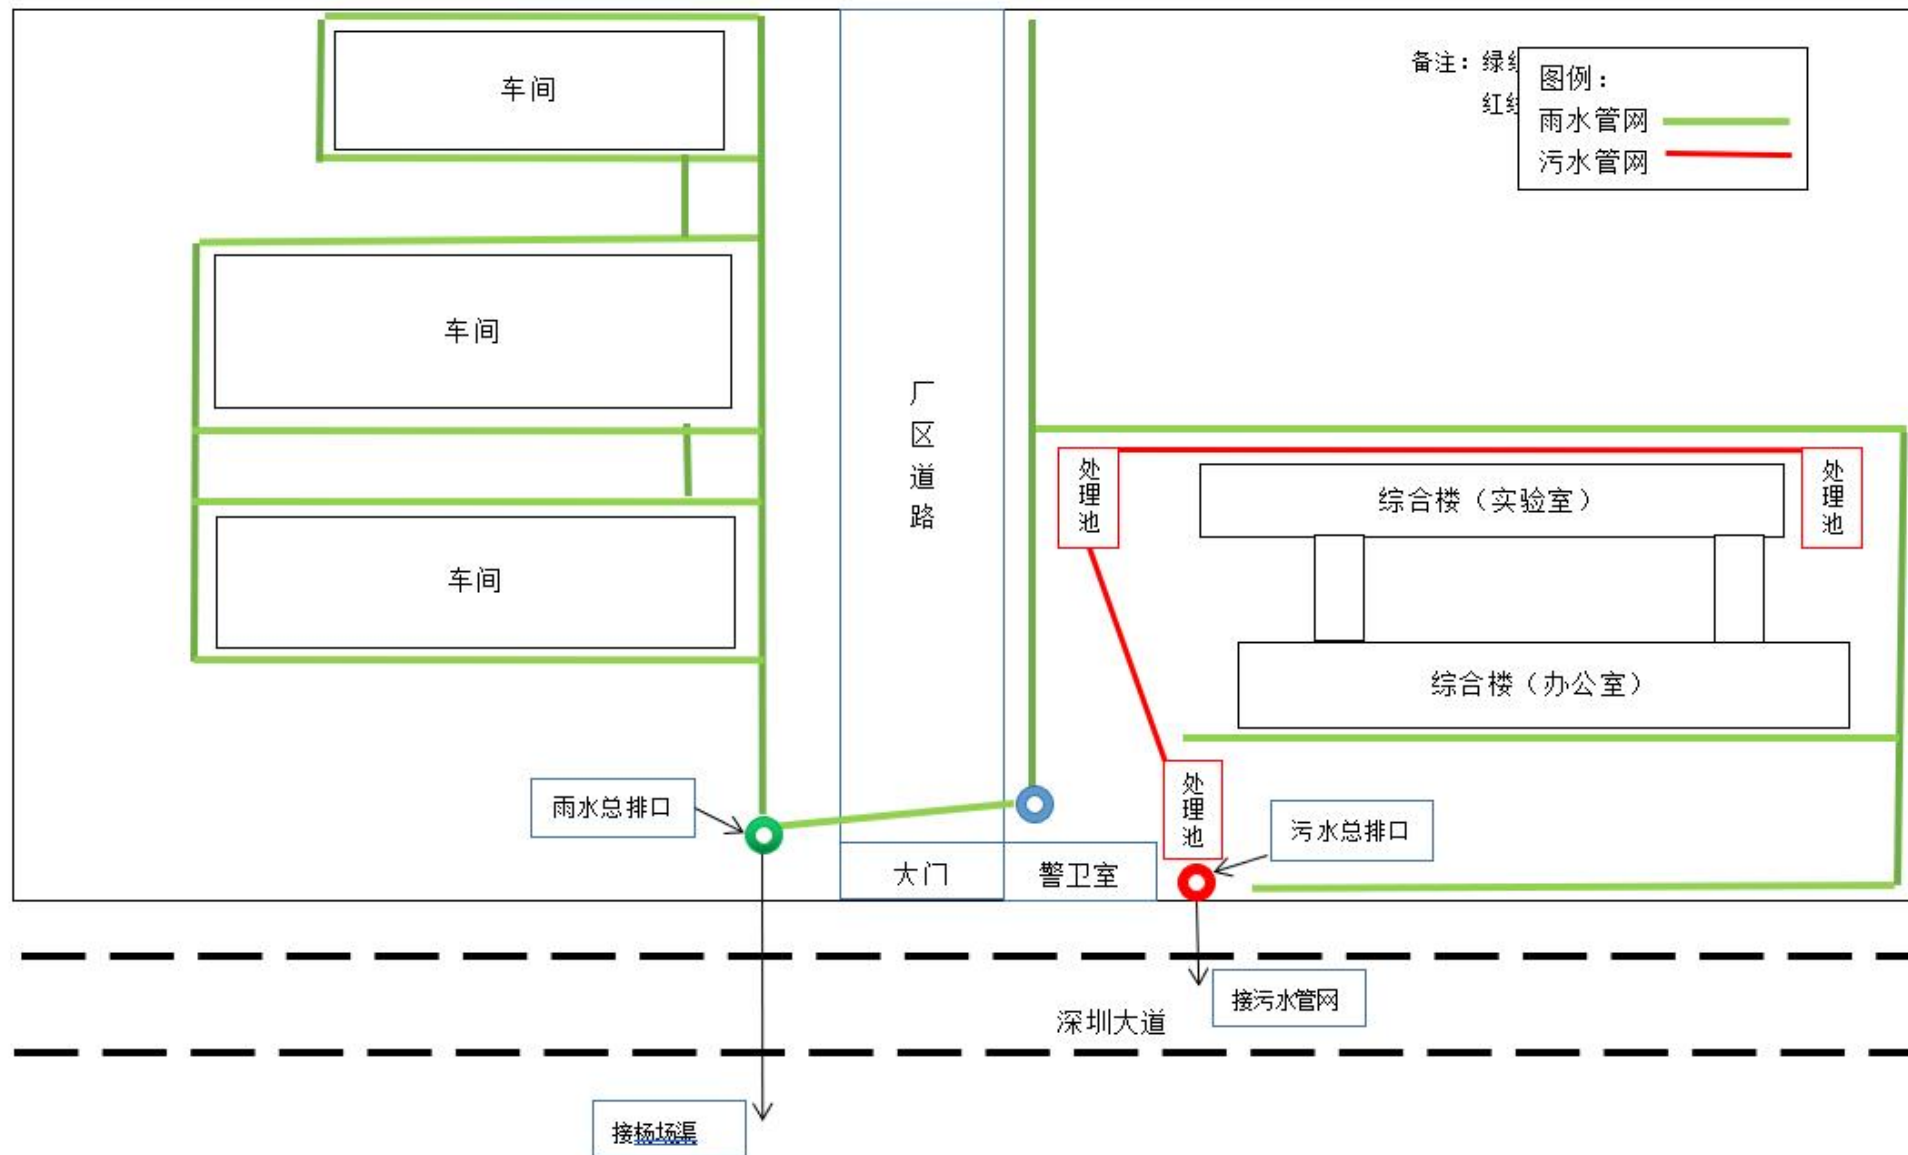 车间
备注：绿线
红线
图例：
雨水管网
污水管网
车间
厂区道路
处理池
综合楼（实验室）
处理池
车间
综合楼（办公室）
雨水总排口
处理池
污水总排口
大门
警卫室
接污水管网
深圳大道
接杨场渠